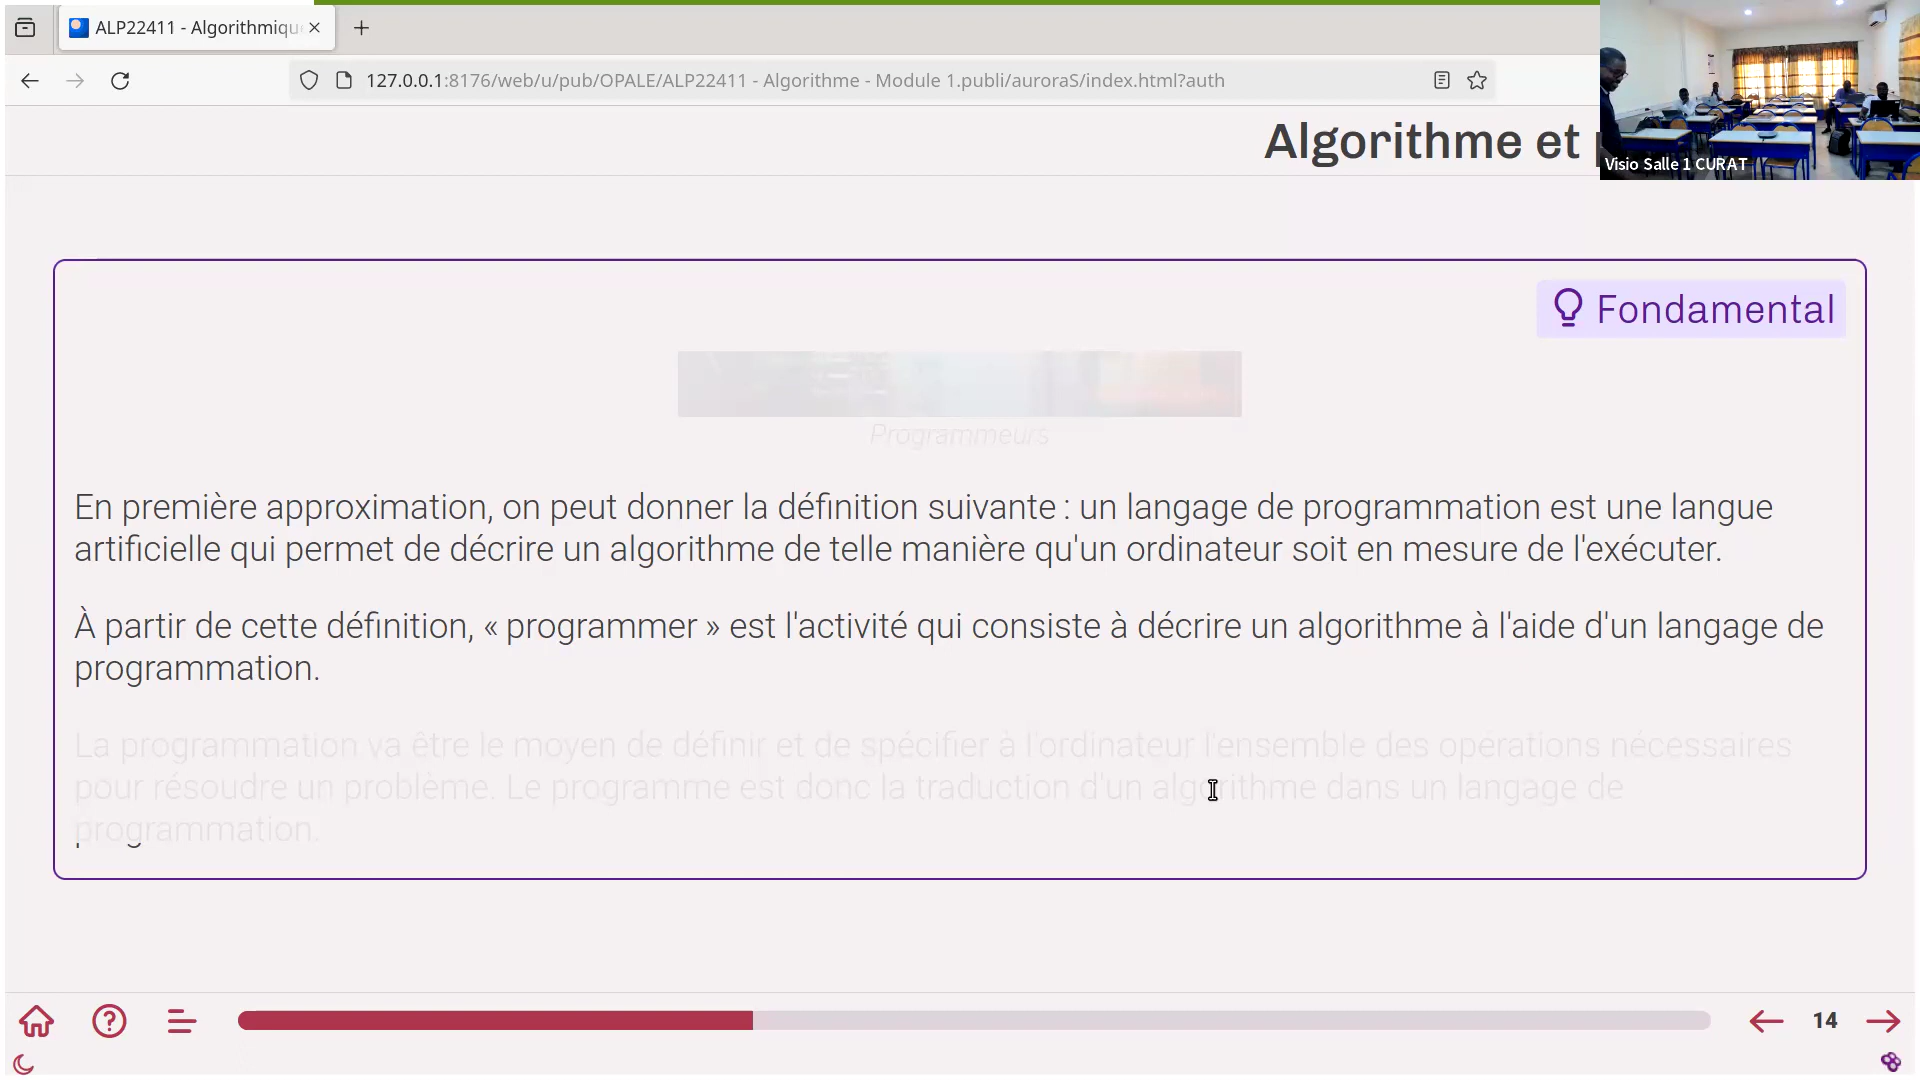 ALP22411 - Algorithmiqu
127.0.0.1:8176/web/u/pub/OPALE/ALP22411 - Algorithme - Module 1.publi/auroraS/index.html?auth
Visio Salle 1 CURAT
Algorithme et
Fondamental
Programmeurs
En première approximation, on peut donner la définition suivante : un langage de programmation est une langue
artificielle qui permet de décrire un algorithme de telle manière qu'un ordinateur soit en mesure de l'exécuter.
À partir de cette définition, « programmer » est l'activité qui consiste à décrire un algorithme à l'aide d'un langage de
programmation.
La programmation va être le moyen de définir et de spécifier à l'ordinateur l'ensemble des opérations nécessaires
pour résoudre un problème. Le programme est donc la traduction d'un algorithme dans un langage de
programmation.
14